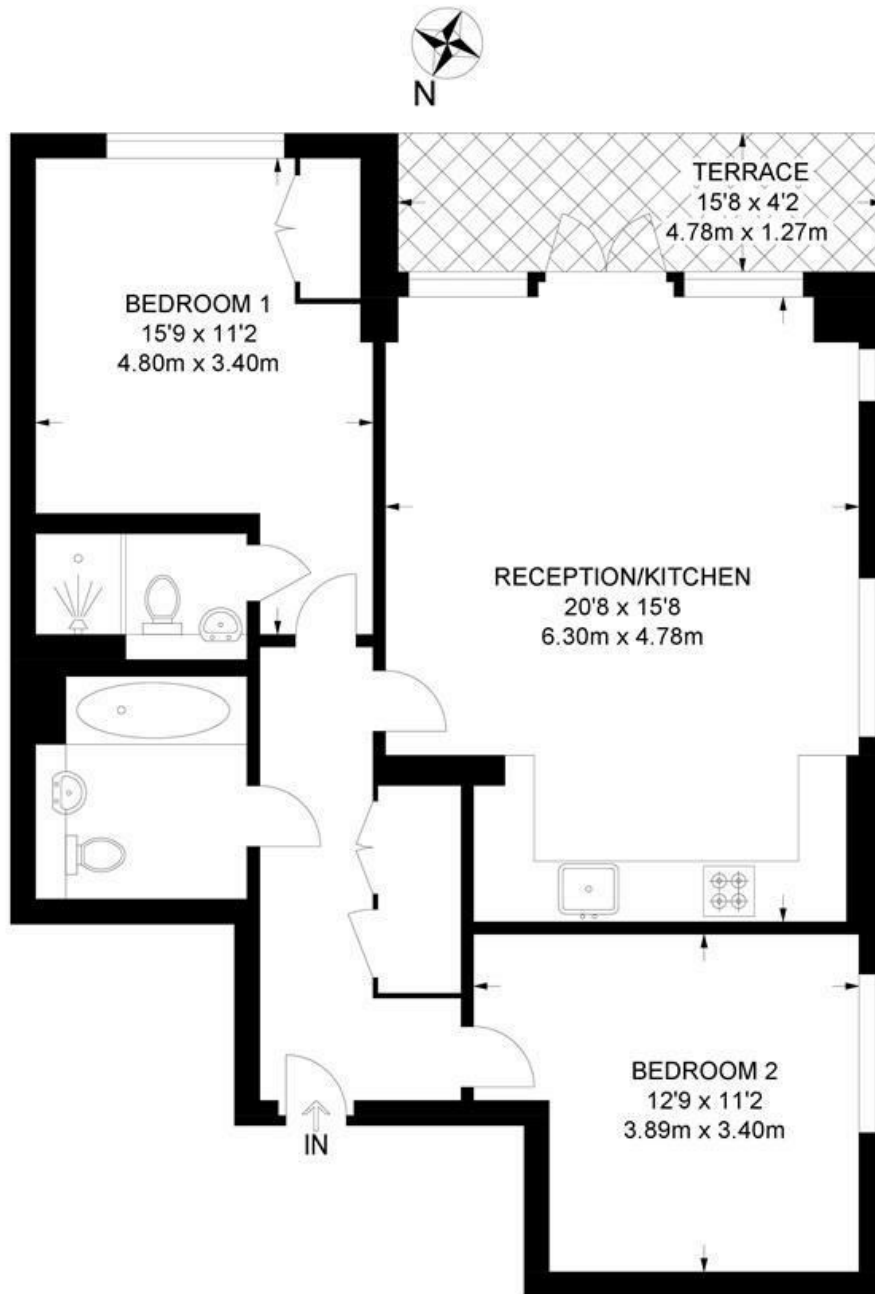 N
TERRACE
15'8 x 4'2
4.78m x 1.27m
BEDROOM 1
15'9 x 11'2
4.80m x 3.40m
RECEPTION/KITCHEN
20'8 x 15'8
6.30m x 4.78m
BEDROOM 2
12'9 x 11'2
3.89m x 3.40m
IN